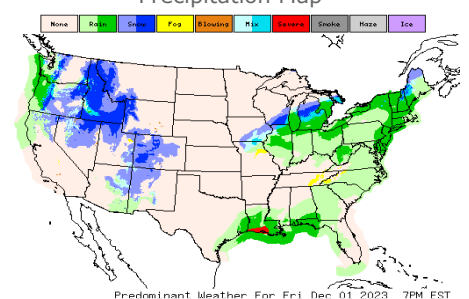 Precipitation Map
None Rain Snow Fog Blowing Mix Severe Smoke Haze Ice
Predominant Weather For Fri Dec 01 2023 7PM EST